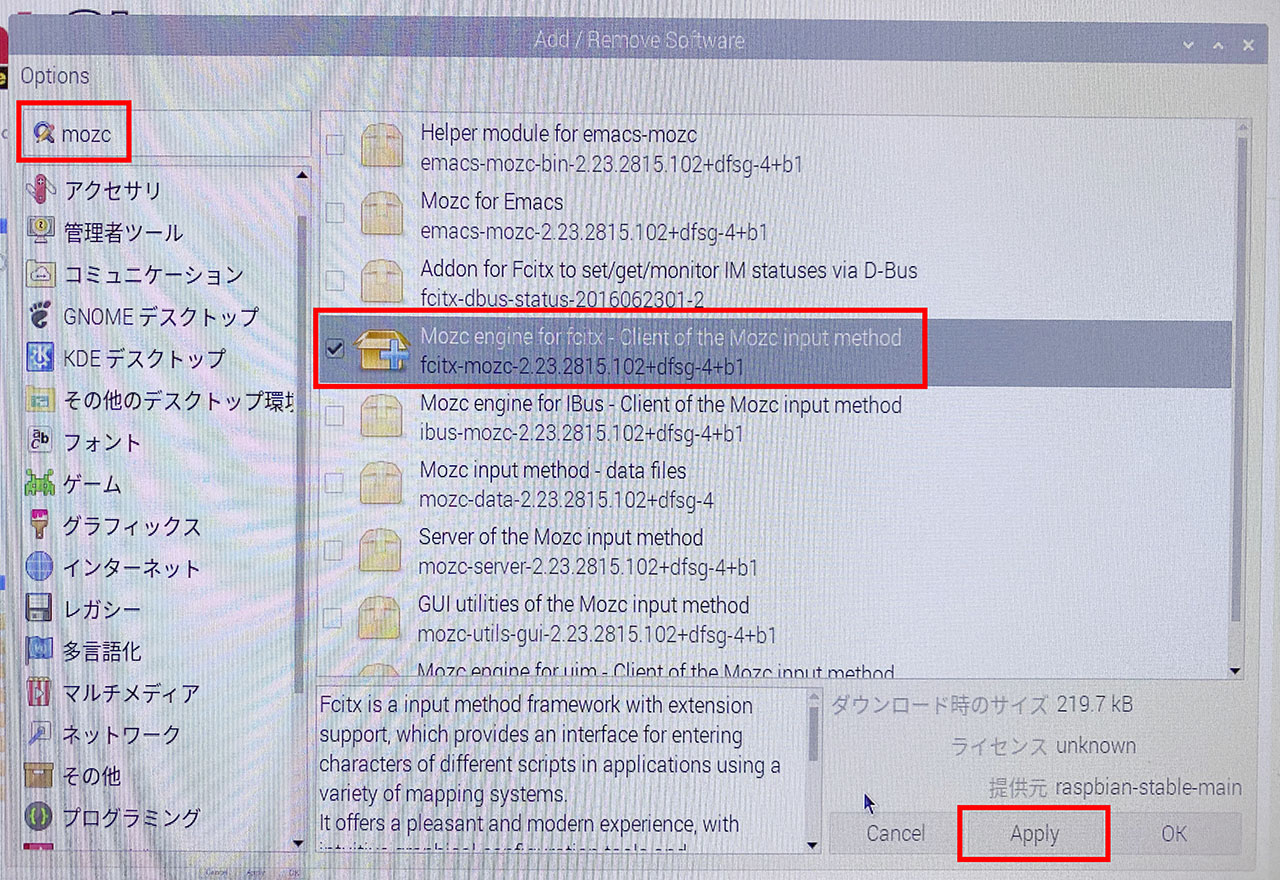 Add / Remove Software
Options
mozc
アクセサリ
管理者ツール
コミュニケーション
GNOME デスクトップ
KDE デスクトップ
その他のデスクトップ環境
フォント
ゲーム
グラフィックス
インターネット
レガシー
多言語化
マルチメディア
ネットワーク
その他
プログラミング
Helper module for emacs-mozc
emacs-mozc-bin-2.23.2815.102+dfsg-4+b1
Mozc for Emacs
emacs-mozc-2.23.2815.102+dfsg-4+b1
Addon for Fcitx to set/get/monitor IM statuses via D-Bus
fcitx-dbus-status-2016062301-2
Mozc engine for fcitx - Client of the Mozc input method
fcitx-mozc-2.23.2815.102+dfsg-4+b1
Mozc engine for IBus - Client of the Mozc input method
ibus-mozc-2.23.2815.102+dfsg-4+b1
Mozc input method - data files
mozc-data-2.23.2815.102+dfsg-4
Server of the Mozc input method
mozc-server-2.23.2815.102+dfsg-4+b1
GUI utilities of the Mozc input method
mozc-utils-gui-2.23.2815.102+dfsg-4+b1
Mozc engine for uim - Client of the Mozc input method
Fcitx is a input method framework with extension
support, which provides an interface for entering
characters of different scripts in applications using a
variety of mapping systems.
It offers a pleasant and modern experience, with
intuitive graphical configuration tools and
ダウンロード時のサイズ 219.7 kB
ライセンス unknown
提供元 raspbian-stable-main
Cancel
Apply
OK